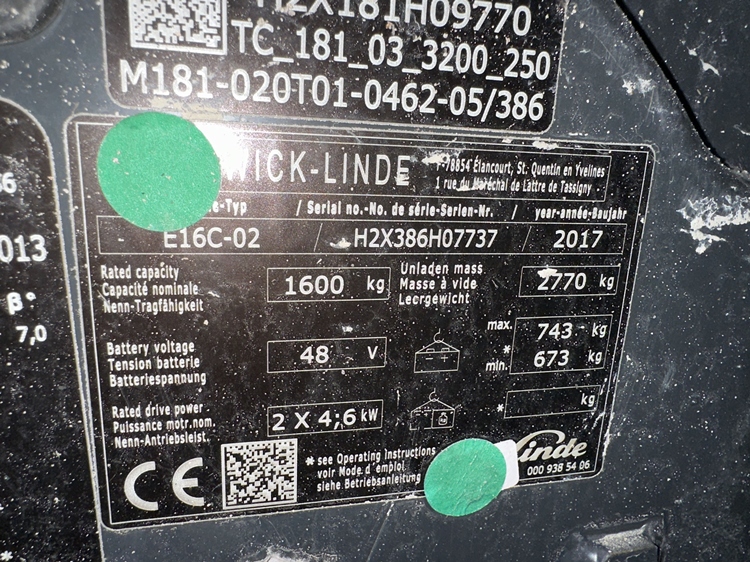 H2X181H09770
TC_181_03_3200_250
M181-020T01-0462-05/386
WICK-LINDE
F-78854 Élancourt, St. Quentin en Yvelines
1 rue du Maréchal de Lattre de Tassigny
-Typ / Serial no.-No. de série-Serien-Nr. / year-année-Baujahr
E16C-02 / H2X386H07737 / 2017
Rated capacity
Capacité nominale
Nenn-Tragfähigkeit
1600 kg
Unladen mass
Masse à vide
Leergewicht
2770 kg
Battery voltage
Tension batterie
Batteriespannung
48 V
max. 743 kg
* min. 673 kg
Rated drive power
Puissance motr.nom.
Nenn-Antriebsleist.
2 X 4;6 kW
* kg
CE
* see Operating Instructions
voir Mode d'emploi
siehe Betriebsanleitung
Linde
000 938 54 06
013
β°
7,0
*